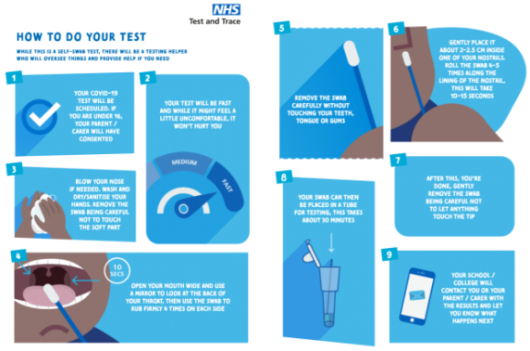 NHS
Test and Trace
HOW TO DO YOUR TEST
WHILE THIS IS A SELF-SWAB TEST, THERE WILL BE A TESTING HELPER
WHO WILL OVERSEE THINGS AND PROVIDE HELP IF YOU NEED
1
YOUR COVID-19
TEST WILL BE
SCHEDULED. IF
YOU ARE UNDER 16,
YOUR PARENT /
CARER WILL HAVE
CONSENTED
2
YOUR TEST WILL BE FAST
AND WHILE IT MIGHT FEEL A
LITTLE UNCOMFORTABLE, IT
WON'T HURT YOU
MEDIUM
FAST
3
BLOW YOUR NOSE
IF NEEDED. WASH AND
DRY/SANITISE YOUR
HANDS. REMOVE THE
SWAB BEING CAREFUL
NOT TO TOUCH
THE SOFT PART
4
10
SECS
OPEN YOUR MOUTH WIDE AND USE
A MIRROR TO LOOK AT THE BACK OF
YOUR THROAT, THEN USE THE SWAB TO
RUB FIRMLY 4 TIMES ON EACH SIDE
5
REMOVE THE SWAB
CAREFULLY WITHOUT
TOUCHING YOUR TEETH,
TONGUE OR GUMS
6
GENTLY PLACE IT
ABOUT 2-2.5 CM INSIDE
ONE OF YOUR NOSTRILS.
ROLL THE SWAB 4-5
TIMES ALONG THE
LINING OF THE NOSTRIL,
THIS WILL TAKE
10-15 SECONDS
7
AFTER THIS, YOU'RE
DONE, GENTLY
REMOVE THE SWAB
BEING CAREFUL NOT
TO LET ANYTHING
TOUCH THE TIP
8
YOUR SWAB CAN THEN
BE PLACED IN A TUBE
FOR TESTING, THIS TAKES
ABOUT 30 MINUTES
9
YOUR SCHOOL /
COLLEGE WILL
CONTACT YOU OR YOUR
PARENT / CARER WITH
THE RESULTS AND LET
YOU KNOW WHAT
HAPPENS NEXT